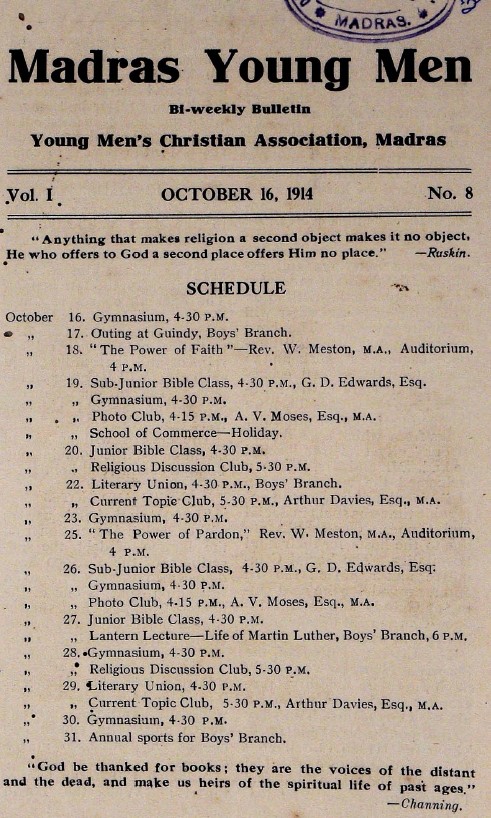 MADRAS.
Madras Young Men
Bi-weekly Bulletin
Young Men's Christian Association, Madras
Vol. I. OCTOBER 16, 1914 No. 8
"Anything that makes religion a second object makes it no object,
He who offers to God a second place offers Him no place." —Ruskin.
SCHEDULE
October 16. Gymnasium, 4-30 P.M.
„ 17. Outing at Guindy, Boys' Branch.
„ 18. "The Power of Faith"—Rev. W. Meston, M.A., Auditorium,
4 P.M.
„ 19. Sub-Junior Bible Class, 4-30 P.M., G. D. Edwards, Esq.
„ „ Gymnasium, 4-30 P.M.
„ „ Photo Club, 4-15 P.M., A. V. Moses, Esq., M.A.
„ „ School of Commerce—Holiday.
„ 20. Junior Bible Class, 4-30 P.M.
„ „ Religious Discussion Club, 5-30 P.M.
„ 22. Literary Union, 4-30 P.M., Boys' Branch.
„ „ Current Topic Club, 5-30 P.M., Arthur Davies, Esq., M.A.
„ 23. Gymnasium, 4-30 P.M.
„ 25. "The Power of Pardon," Rev. W. Meston, M.A., Auditorium,
4 P.M.
„ 26. Sub-Junior Bible Class, 4-30 P.M., G. D. Edwards, Esq.
„ „ Gymnasium, 4-30 P.M.
„ „ Photo Club, 4-15 P.M., A. V. Moses, Esq., M.A.
„ 27. Junior Bible Class, 4-30 P.M.
„ „ Lantern Lecture—Life of Martin Luther, Boys' Branch, 6 P.M.
„ 28. Gymnasium, 4-30 P.M.
„ „ Religious Discussion Club, 5-30 P.M.
„ 29. Literary Union, 4-30 P.M.
„ „ Current Topic Club, 5-30 P.M., Arthur Davies, Esq., M.A.
„ 30. Gymnasium, 4-30 P.M.
„ 31. Annual sports for Boys' Branch.
"God be thanked for books; they are the voices of the distant
and the dead, and make us heirs of the spiritual life of past ages."
—Channing.